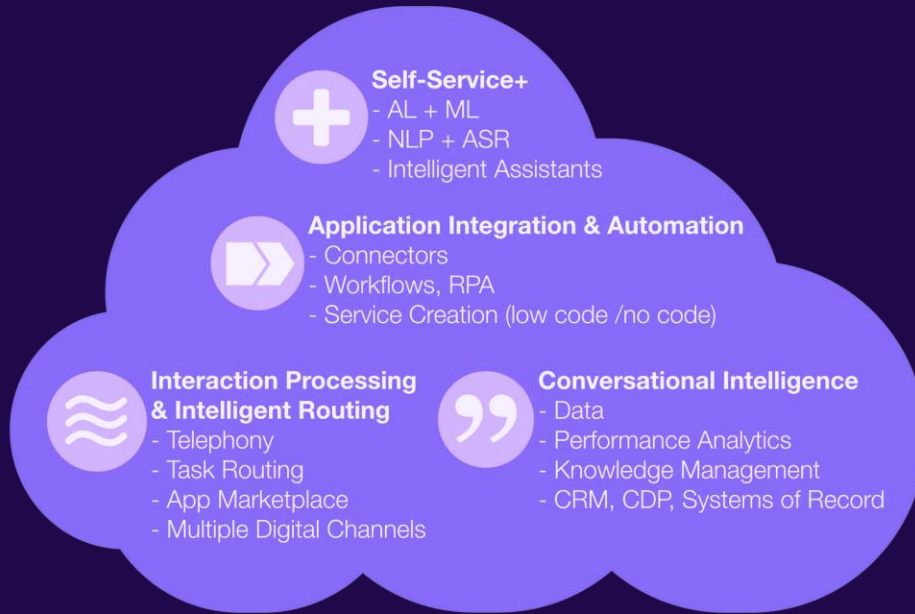 Self-Service+
- AL + ML
- NLP + ASR
- Intelligent Assistants
Application Integration & Automation
- Connectors
- Workflows, RPA
- Service Creation (low code /no code)
Interaction Processing
& Intelligent Routing
- Telephony
- Task Routing
- App Marketplace
- Multiple Digital Channels
Conversational Intelligence
- Data
- Performance Analytics
- Knowledge Management
- CRM, CDP, Systems of Record